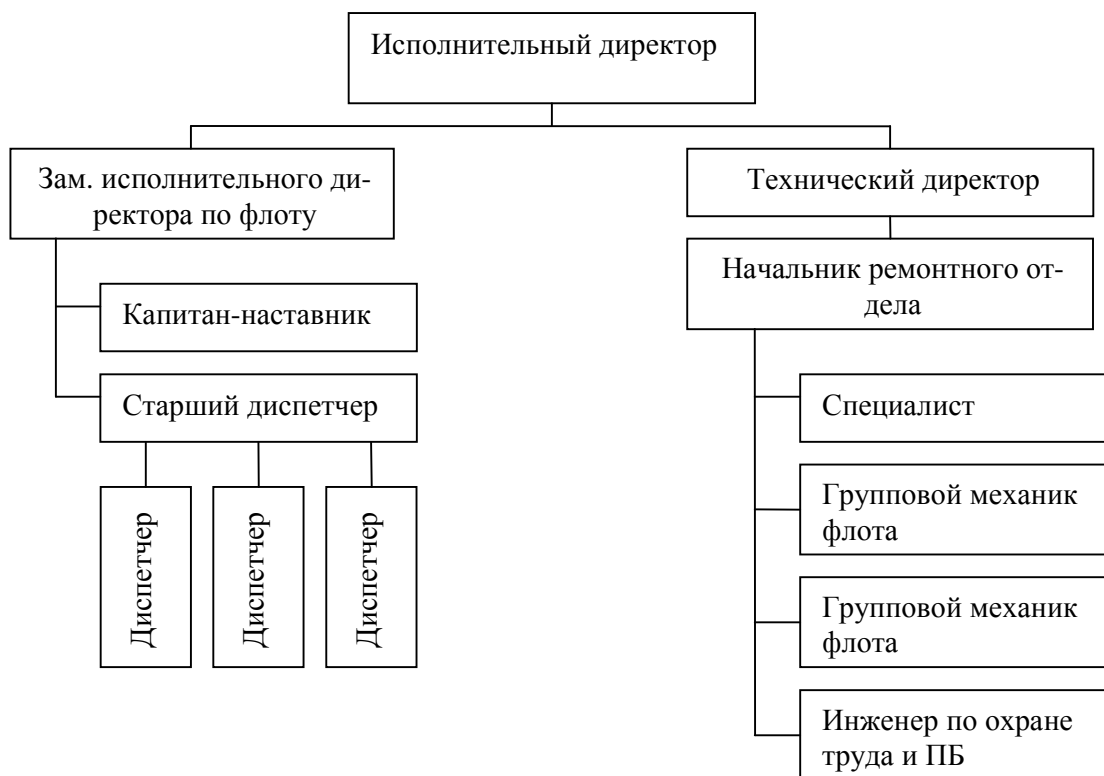 Исполнительный директор
Зам. исполнительного ди-
ректора по флоту
Капитан-наставник
Старший диспетчер
Диспетчер
Диспетчер
Диспетчер
Технический директор
Начальник ремонтного от-
дела
Специалист
Групповой механик
флота
Групповой механик
флота
Инженер по охране
труда и ПБ